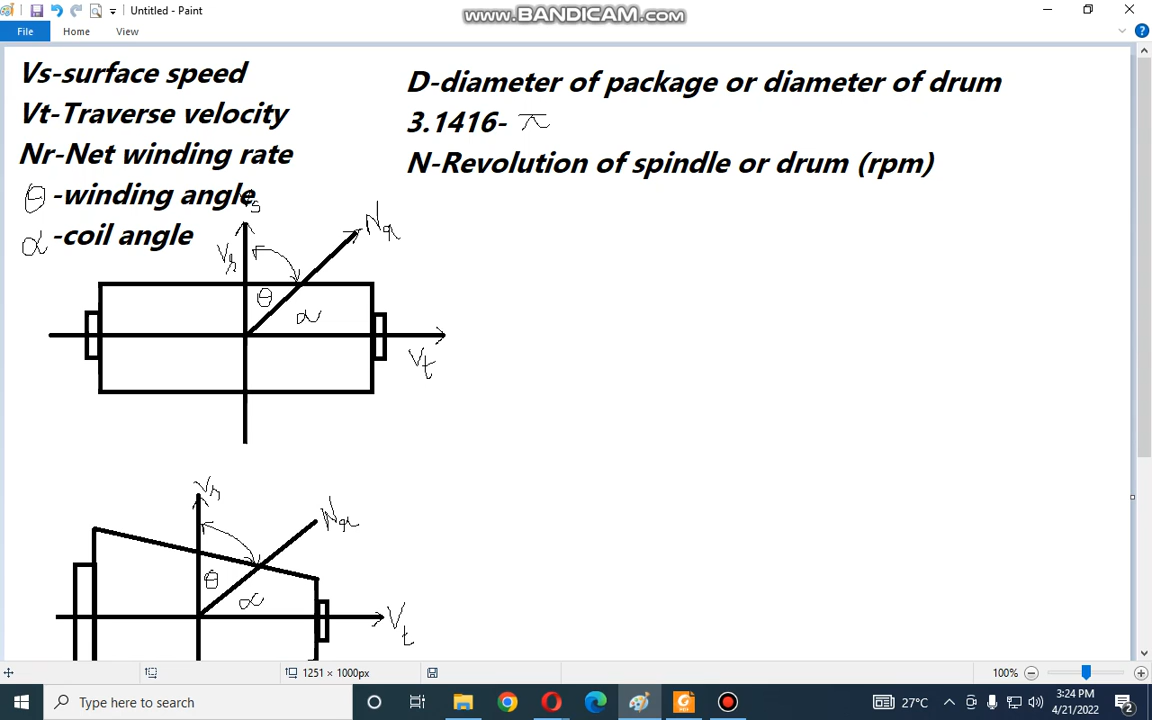 Untitled - Paint
www.BANDICAM.com
File Home View
Vs-surface speed
Vt-Traverse velocity
Nr-Net winding rate
θ -winding angle
α -coil angle
D-diameter of package or diameter of drum
3.1416- π
N-Revolution of spindle or drum (rpm)
Vs
Vs
Nr
θ
α
Vt
Nr
θ
α
Vt
1251 × 1000px
100%
Type here to search
27°C
3:24 PM
4/21/2022
2